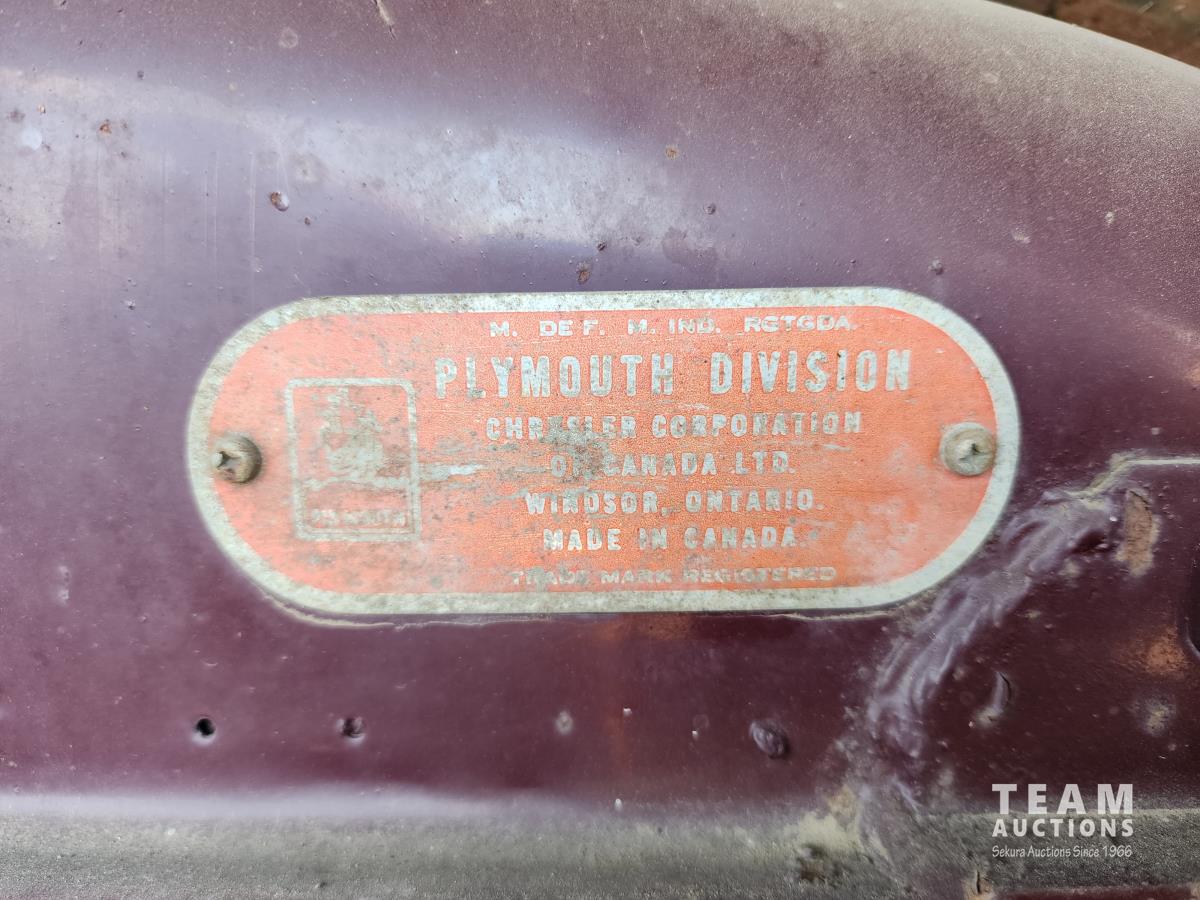 M. DE F. M. IND. RGTGDA.
PLYMOUTH DIVISION
CHRYSLER CORPORATION
OF CANADA LTD.
WINDSOR, ONTARIO.
MADE IN CANADA.
TRADE MARK REGISTERED
PLYMOUTH
TEAM
AUCTIONS
Sekura Auctions Since 1966